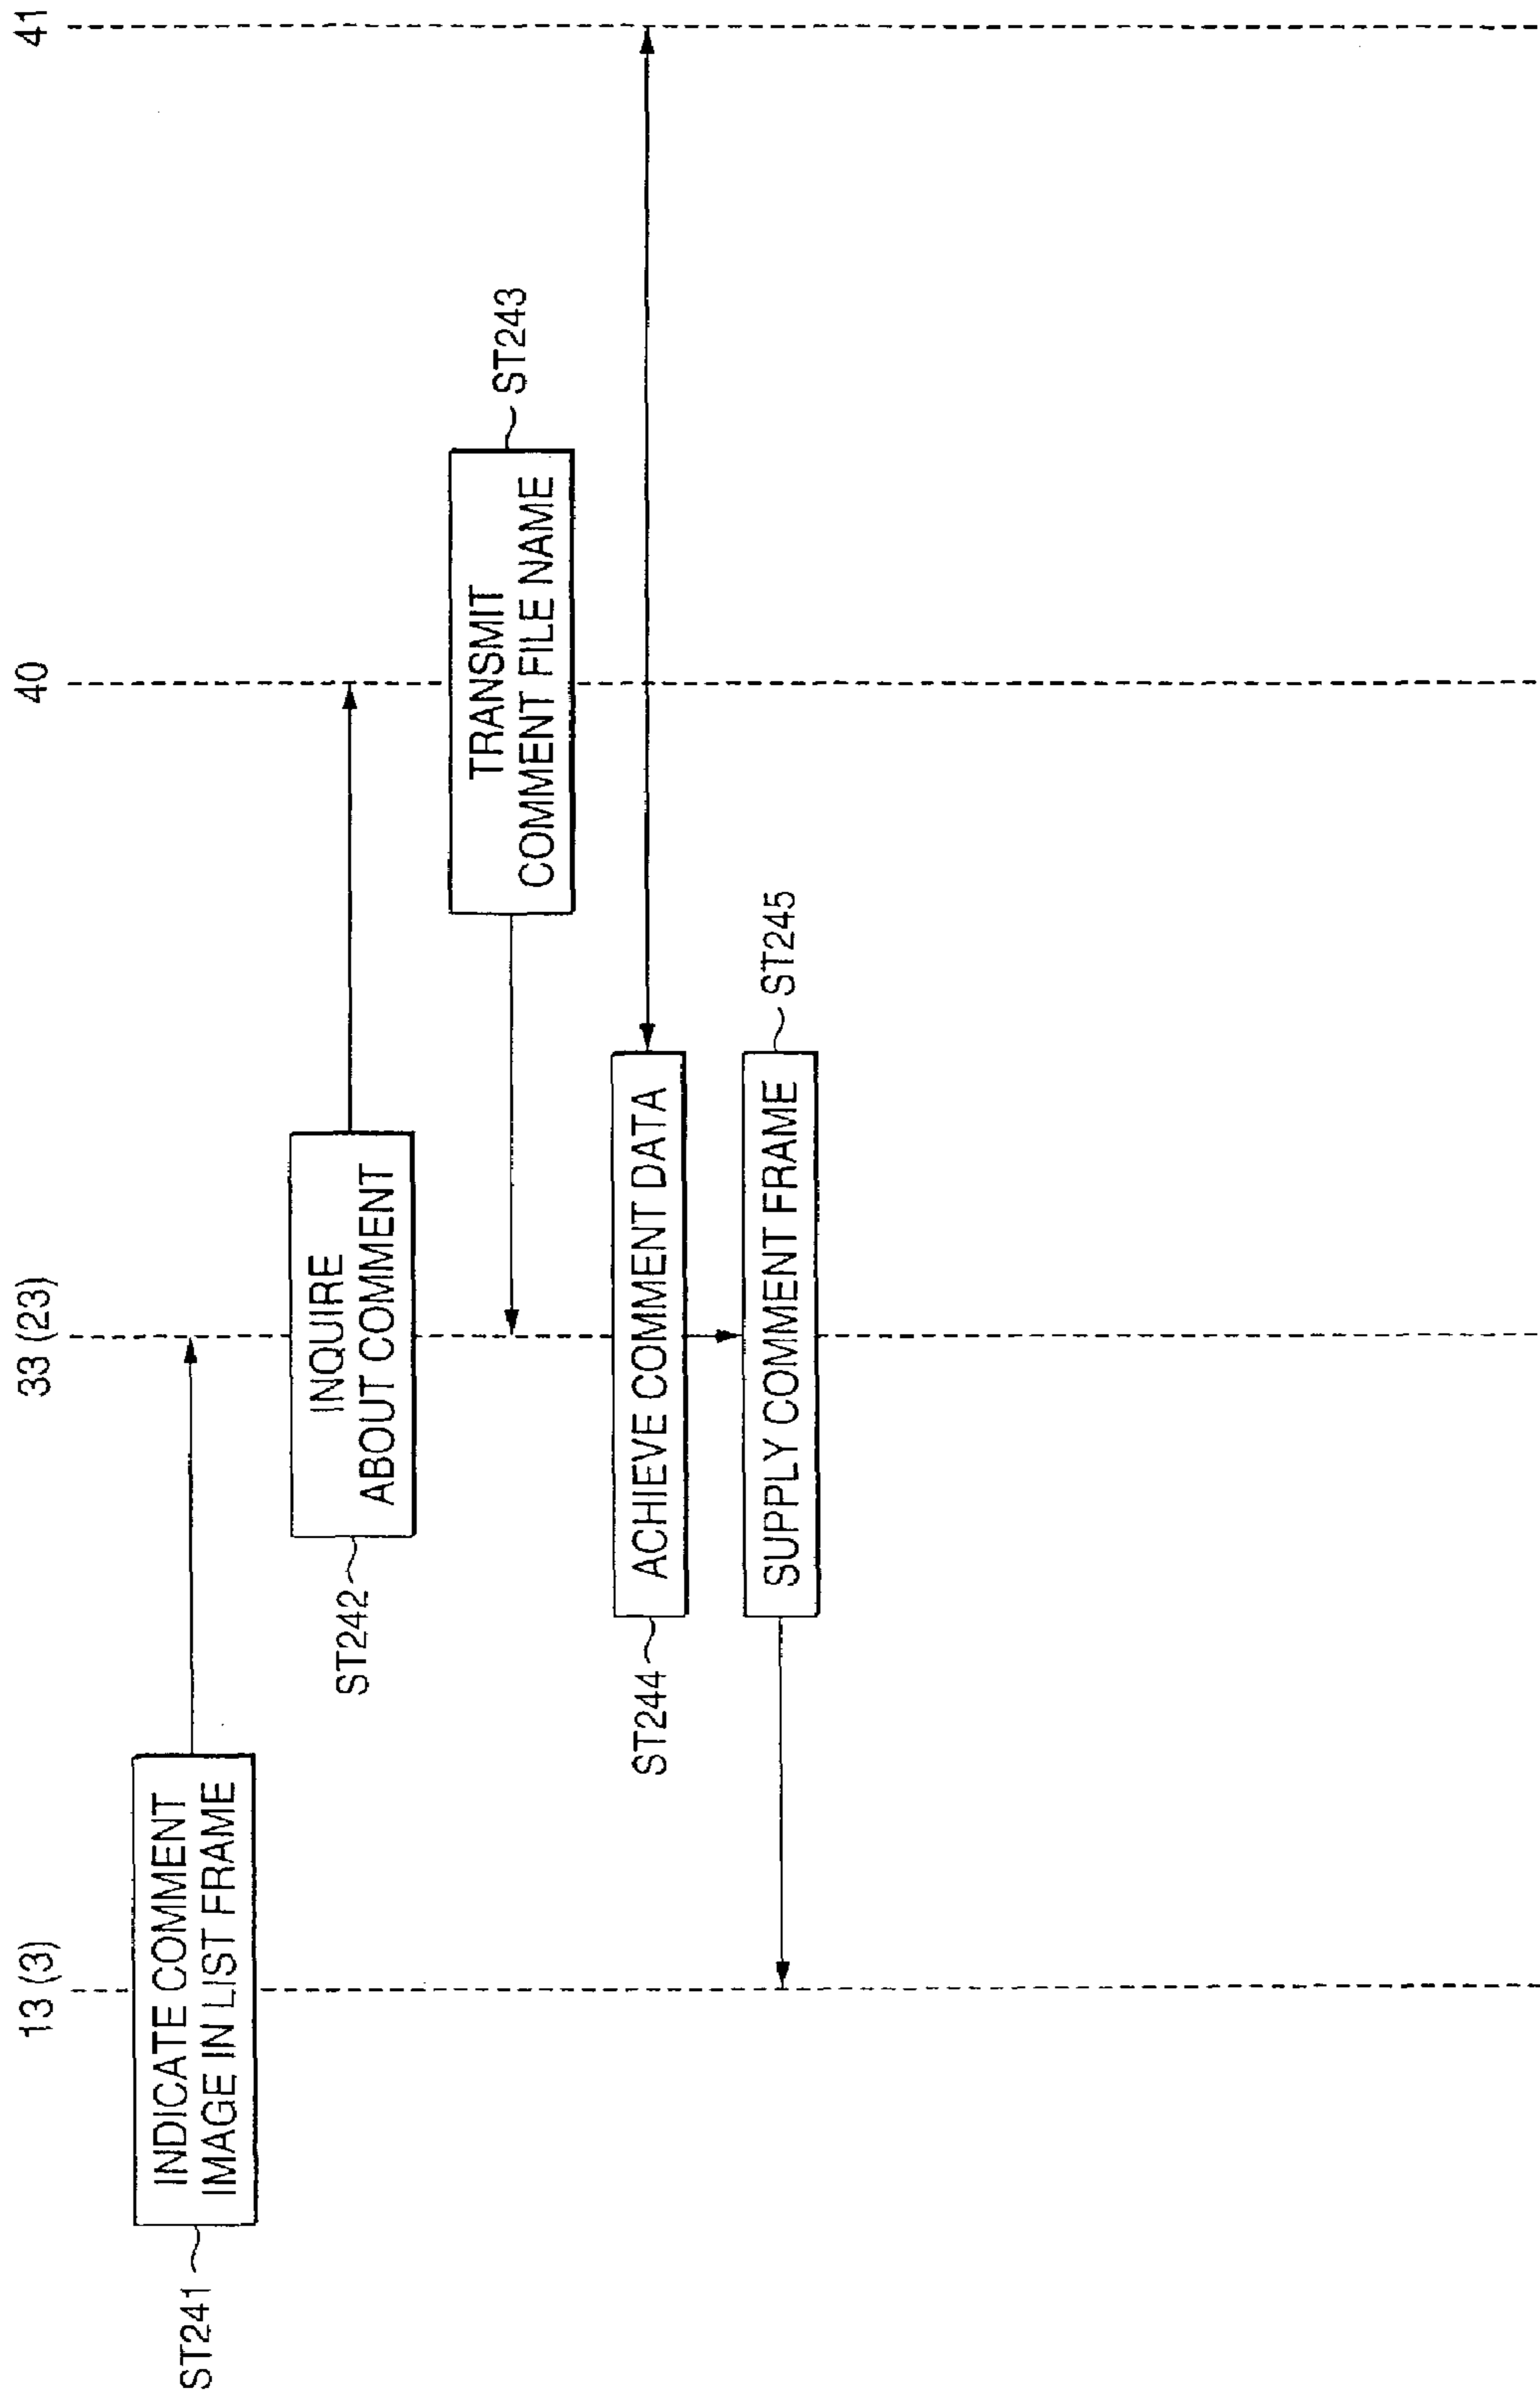 13 (3)
33 (23)
40
41
ST241
INDICATE COMMENT
IMAGE IN LIST FRAME
ST242
INQUIRE
ABOUT COMMENT
TRANSMIT
COMMENT FILE NAME
ST243
ST244
ACHIEVE COMMENT DATA
SUPPLY COMMENT FRAME
ST245